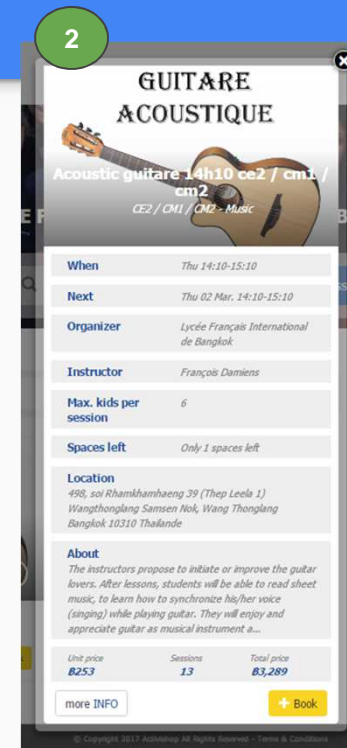 2
GUITARE
ACOUSTIQUE
Acoustic guitare 14h10 ce2 / cm1 /
cm2
CE2 / CM1 / CM2 - Music
When Thu 14:10-15:10
Next Thu 02 Mar. 14:10-15:10
Organizer Lycée Français International
de Bangkok
Instructor François Damiens
Max. kids per 6
session
Spaces left Only 1 spaces left
Location
498, soi Rhamkhamhaeng 39 (Thep Leela 1)
Wangthonglang Samsen Nok, Wang Thonglang
Bangkok 10310 Thaïlande
About
The instructors propose to initiate or improve the guitar
lovers. After lessons, students will be able to read sheet
music, to learn how to synchronize his/her voice
(singing) while playing guitar. They will enjoy and
appreciate guitar as musical instrument a...
Unit price Sessions Total price
฿253 13 ฿3,289
more INFO + Book
© Copyright 2017 Activeshop All Rights Reserved - Terms & Conditions